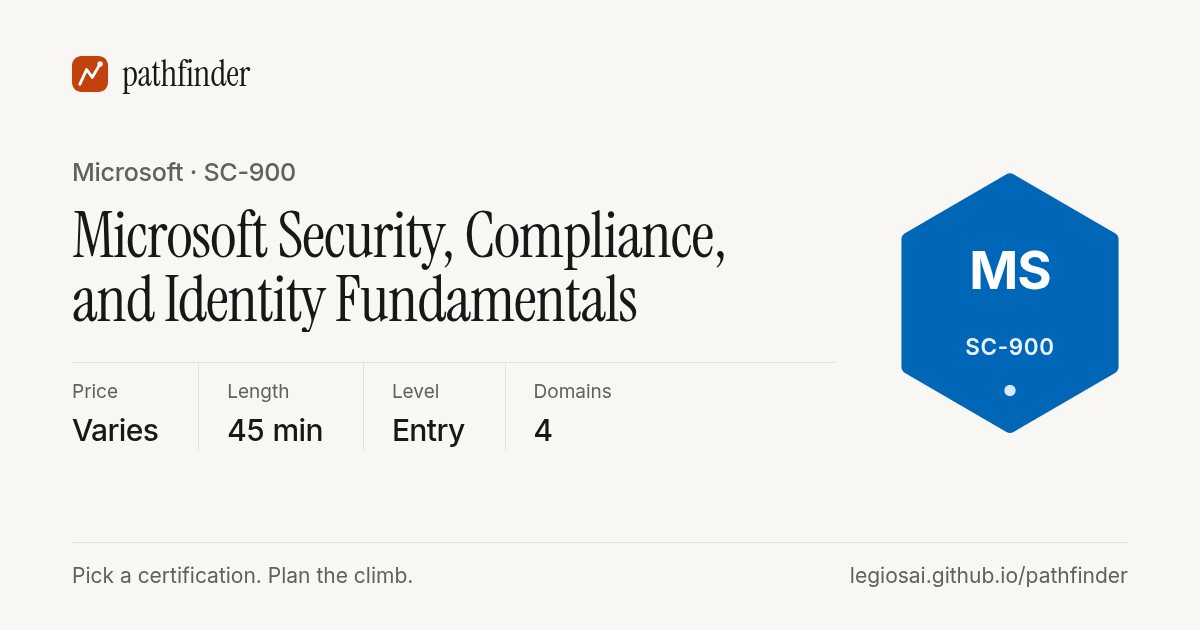 pathfinder
Microsoft · SC-900
Microsoft Security, Compliance,
and Identity Fundamentals
Price
Varies
Length
45 min
Level
Entry
Domains
4
MS
SC-900
Pick a certification. Plan the climb.
legiosai.github.io/pathfinder